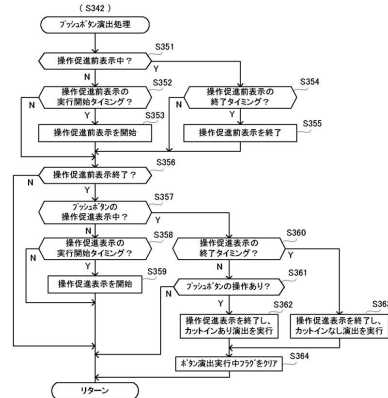 (S342)
プッシュボタン演出処理
S351
操作促進前表示中?
N
Y
S352
操作促進前表示の
実行開始タイミング?
N
Y
S353
操作促進前表示を開始
S354
操作促進前表示の
終了タイミング?
N
Y
S355
操作促進前表示を終了
S356
操作促進前表示終了?
N
Y
S357
プッシュボタンの
操作促進表示中?
N
Y
S358
操作促進表示の
実行開始タイミング?
N
Y
S359
操作促進表示を開始
S360
操作促進表示の
終了タイミング?
N
Y
S361
プッシュボタンの操作あり?
N
Y
S362
操作促進表示を終了し、
カットインあり演出を実行
S363
操作促進表示を終了し、
カットインなし演出を実行
S364
ボタン演出実行中フラグをクリア
リターン